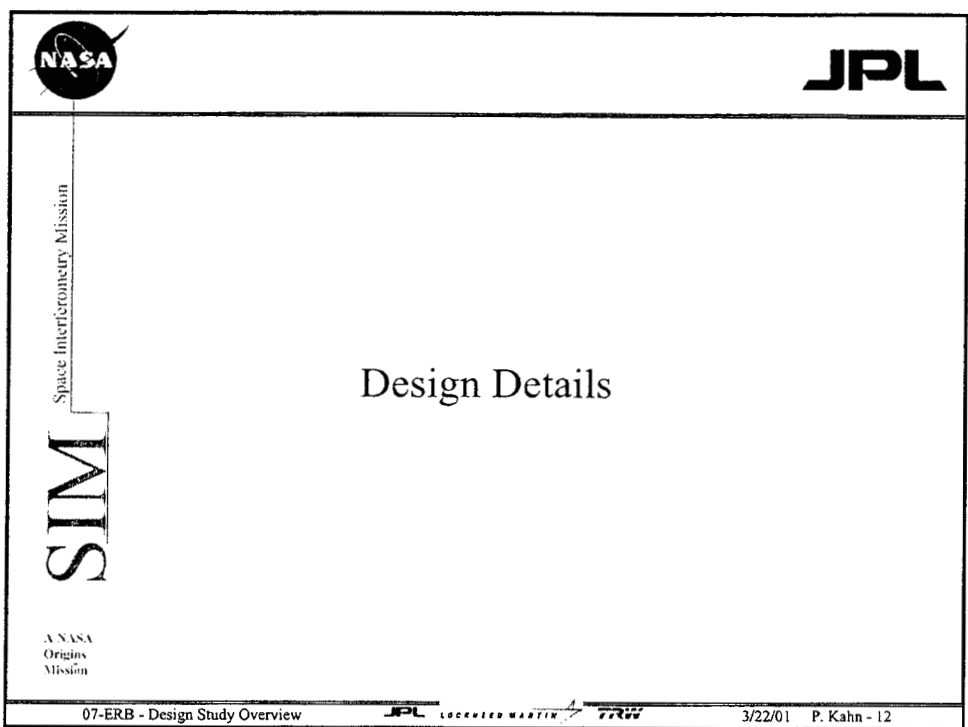 NASA
JPL
Space Interferometry Mission
SIM
A NASA
Origins
Mission
Design Details
07-ERB - Design Study Overview
JPL
LOCKHEED MARTIN
TRW
3/22/01 P. Kahn - 12